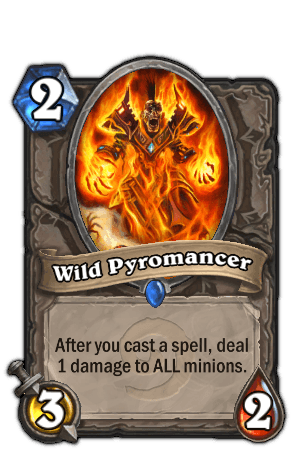 2
Wild Pyromancer
After you cast a spell, deal
1 damage to ALL minions.
3
2